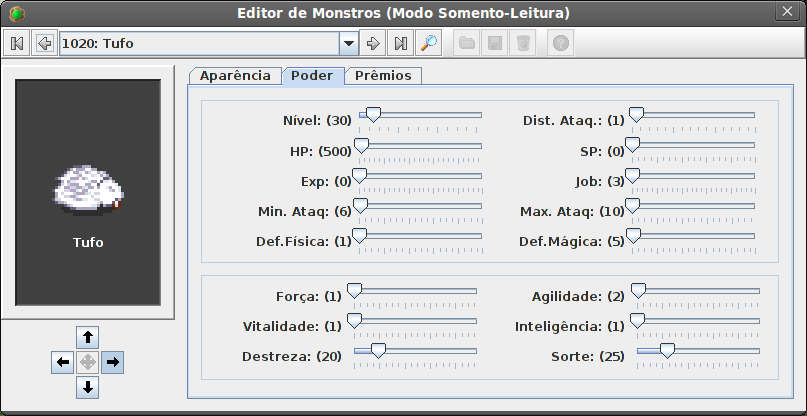 Editor de Monstros (Modo Somento-Leitura)
1020: Tufo
Aparência Poder Prêmios
Nível: (30) Dist. Ataq.: (1)
HP: (500) SP: (0)
Exp: (0) Job: (3)
Min. Ataq: (6) Max. Ataq: (10)
Def.Física: (1) Def.Mágica: (5)
Tufo
Força: (1) Agilidade: (2)
Vitalidade: (1) Inteligência: (1)
Destreza: (20) Sorte: (25)